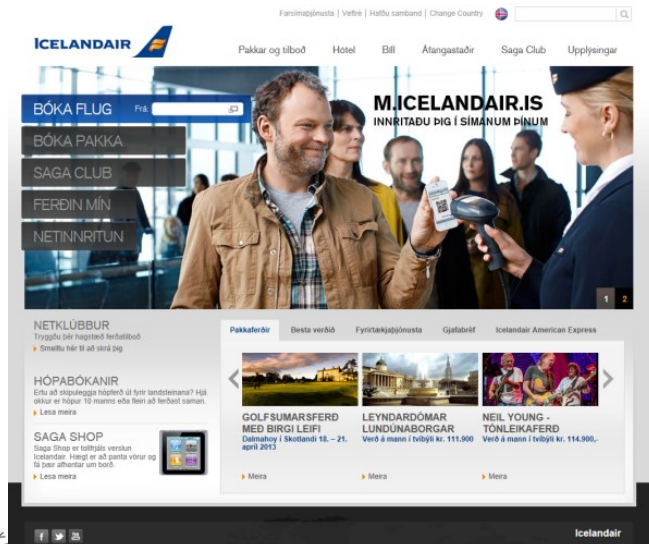 Farsímaþjónusta | Veftré | Hafðu samband | Change Country
ICELANDAIR
Pakkar og tilboð Hótel Bíll Áfangastaðir Saga Club Upplýsingar
BÓKA FLUG Frá:
BÓKA PAKKA
SAGA CLUB
FERÐIN MÍN
NETINNRITUN
M.ICELANDAIR.IS
INNRITAÐU ÞIG Í SÍMANUM ÞÍNUM
1 2
NETKLÚBBUR
Tryggðu þér hagstæð ferðatilboð
Smelltu hér til að skrá þig
HÓPABÓKANIR
Ertu að skipuleggja hópferð út fyrir landsteinana? Hjá
okkur er hópur 10 manns eða fleiri að ferðast saman.
Lesa meira
SAGA SHOP
Saga Shop er tollfrjáls verslun
Icelandair. Hægt er að panta vörur og
fá þær afhentar um borð.
Lesa meira
Pakkaferðir Besta verðið Fyrirtækjaþjónusta Gjafabréf Icelandair American Express
GOLFSUMARSFERÐ
MEÐ BIRGI LEIFI
Dalmahoy í Skotlandi 18. – 21.
apríl 2013
Meira
LEYNDARDÓMAR
LUNDÚNABORGAR
Verð á mann í tvíbýli kr. 111.900
Meira
NEIL YOUNG -
TÓNLEIKAFERÐ
Verð á mann í tvíbýli kr. 114.900,-
Meira
Icelandair